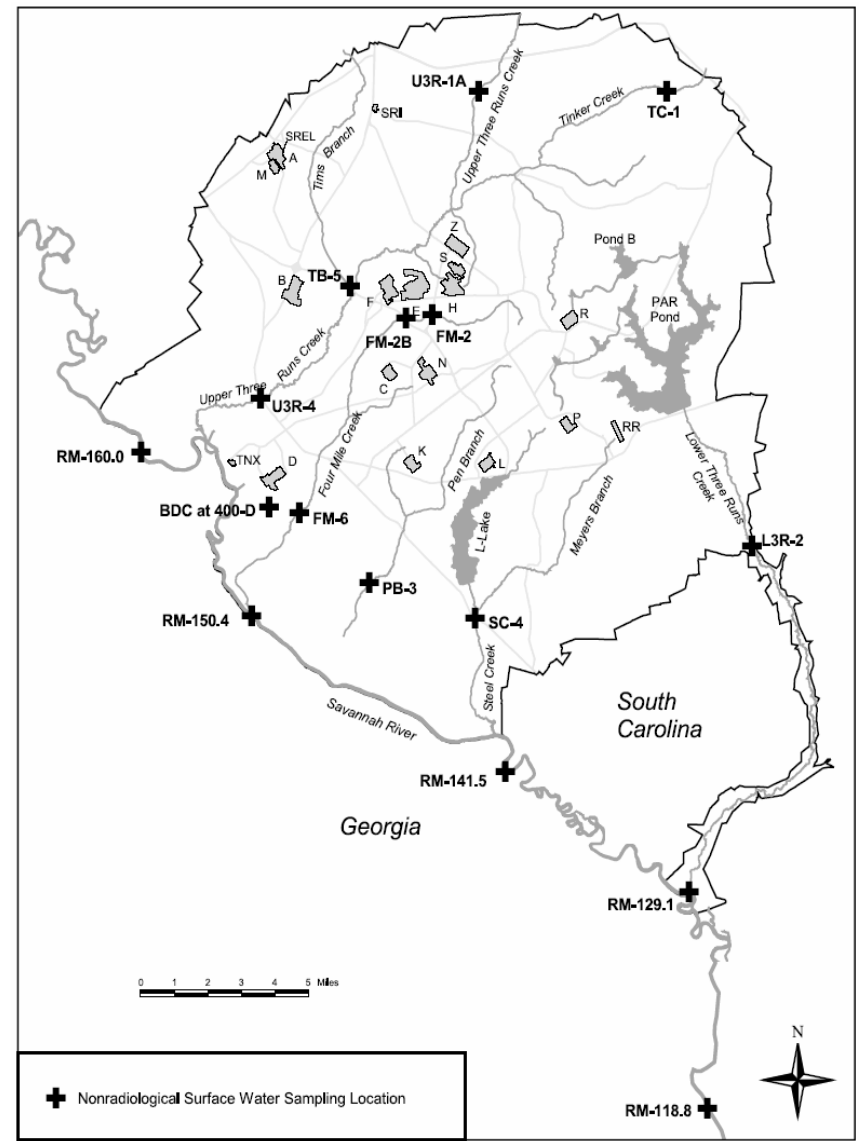 U3R-1A
SRI
Tinker Creek
TC-1
Upper Three Runs Creek
Tims Branch
SREL
A
M
Z
Pond B
S
TB-5
B
F
PAR
Pond
E
H
R
FM-2B
FM-2
Runs Creek
N
C
Upper Three
U3R-4
P
RR
RM-160.0
TNX
D
Four Mile Creek
K
Pen Branch
L
Lower Three Runs
Creek
BDC at 400-D
FM-6
L-Lake
Meyers Branch
L3R-2
PB-3
RM-150.4
SC-4
Steel Creek
South
Carolina
Savannah River
RM-141.5
Georgia
RM-129.1
0 1 2 3 4 5 Miles
N
Nonradiological Surface Water Sampling Location
RM-118.8